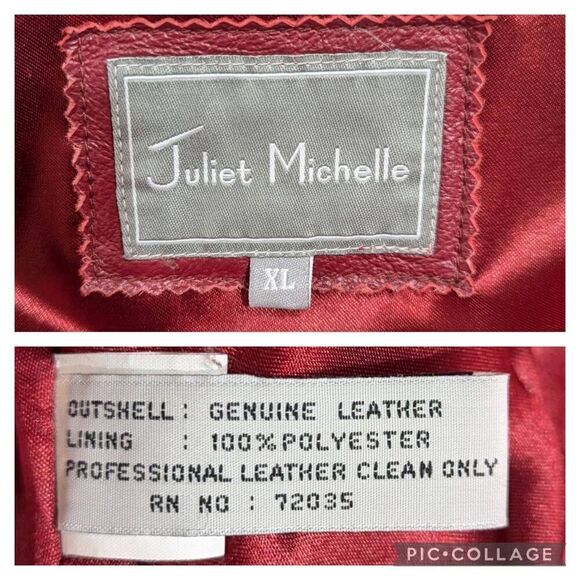 Juliet Michelle
XL
OUTSHELL : GENUINE LEATHER
LINING : 100% POLYESTER
PROFESSIONAL LEATHER CLEAN ONLY
RN NO : 72035
PIC•COLLAGE